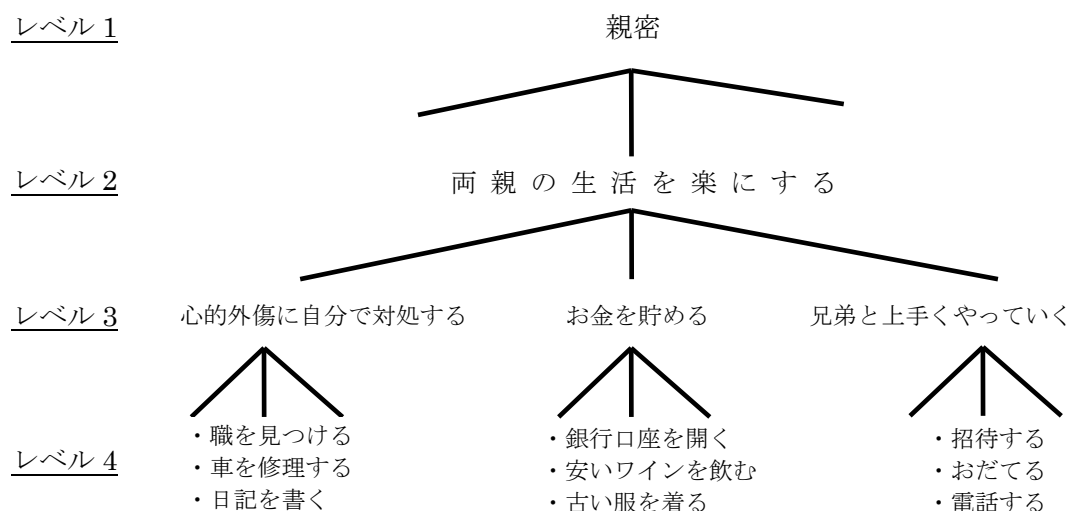 レベル 1
親密
レベル 2
両親の生活を楽にする
レベル 3
心的外傷に自分で対処する
お金を貯める
兄弟と上手くやっていく
レベル 4
・職を見つける
・車を修理する
・日記を書く
・銀行口座を開く
・安いワインを飲む
・古い服を着る
・招待する
・おだてる
・電話する